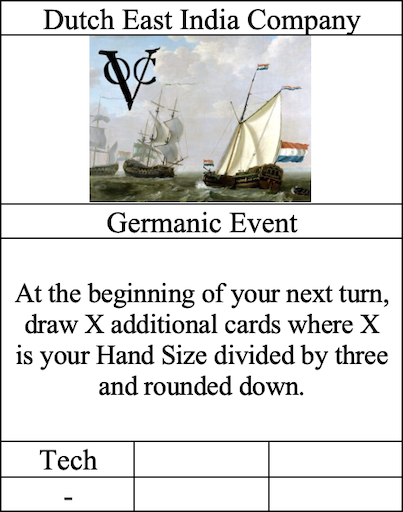 Dutch East India Company
VOC
Germanic Event
At the beginning of your next turn,
draw X additional cards where X
is your Hand Size divided by three
and rounded down.
Tech
-